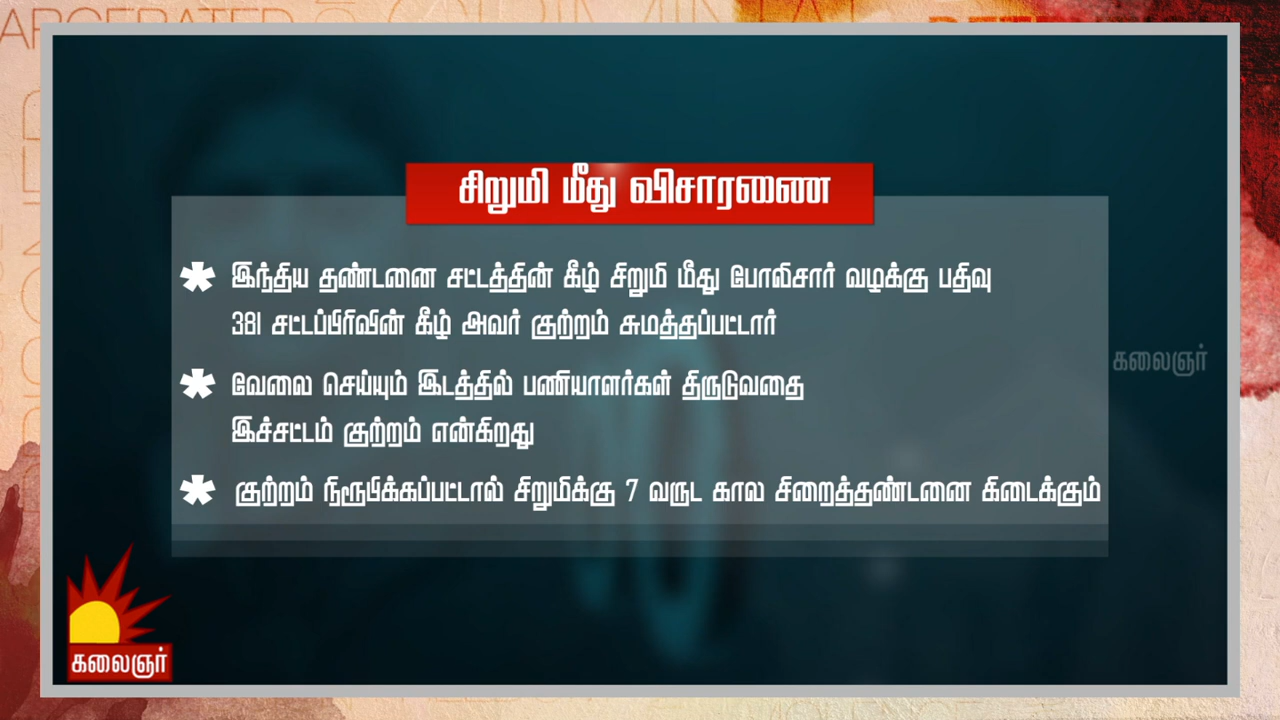 சிறுமி மீது விசாரணை
* இந்திய தண்டனை சட்டத்தின் கீழ் சிறுமி மீது போலிசார் வழக்கு பதிவு
381 சட்டப்பிரிவின் கீழ் அவர் குற்றம் சுமத்தப்பட்டார்
கலைஞர்
* வேலை செய்யும் இடத்தில் பணியாளர்கள் திருடுவதை
இச்சட்டம் குற்றம் என்கிறது
* குற்றம் நிரூபிக்கப்பட்டால் சிறுமிக்கு 7 வருட கால சிறைத்தண்டனை கிடைக்கும்
கலைஞர்